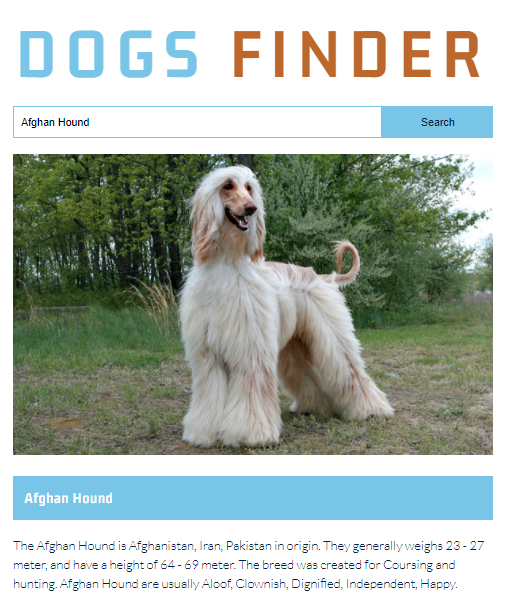 DOGS FINDER
Afghan Hound
Search
Afghan Hound
The Afghan Hound is Afghanistan, Iran, Pakistan in origin. They generally weighs 23 - 27
meter, and have a height of 64 - 69 meter. The breed was created for Coursing and
hunting. Afghan Hound are usually Aloof, Clownish, Dignified, Independent, Happy.